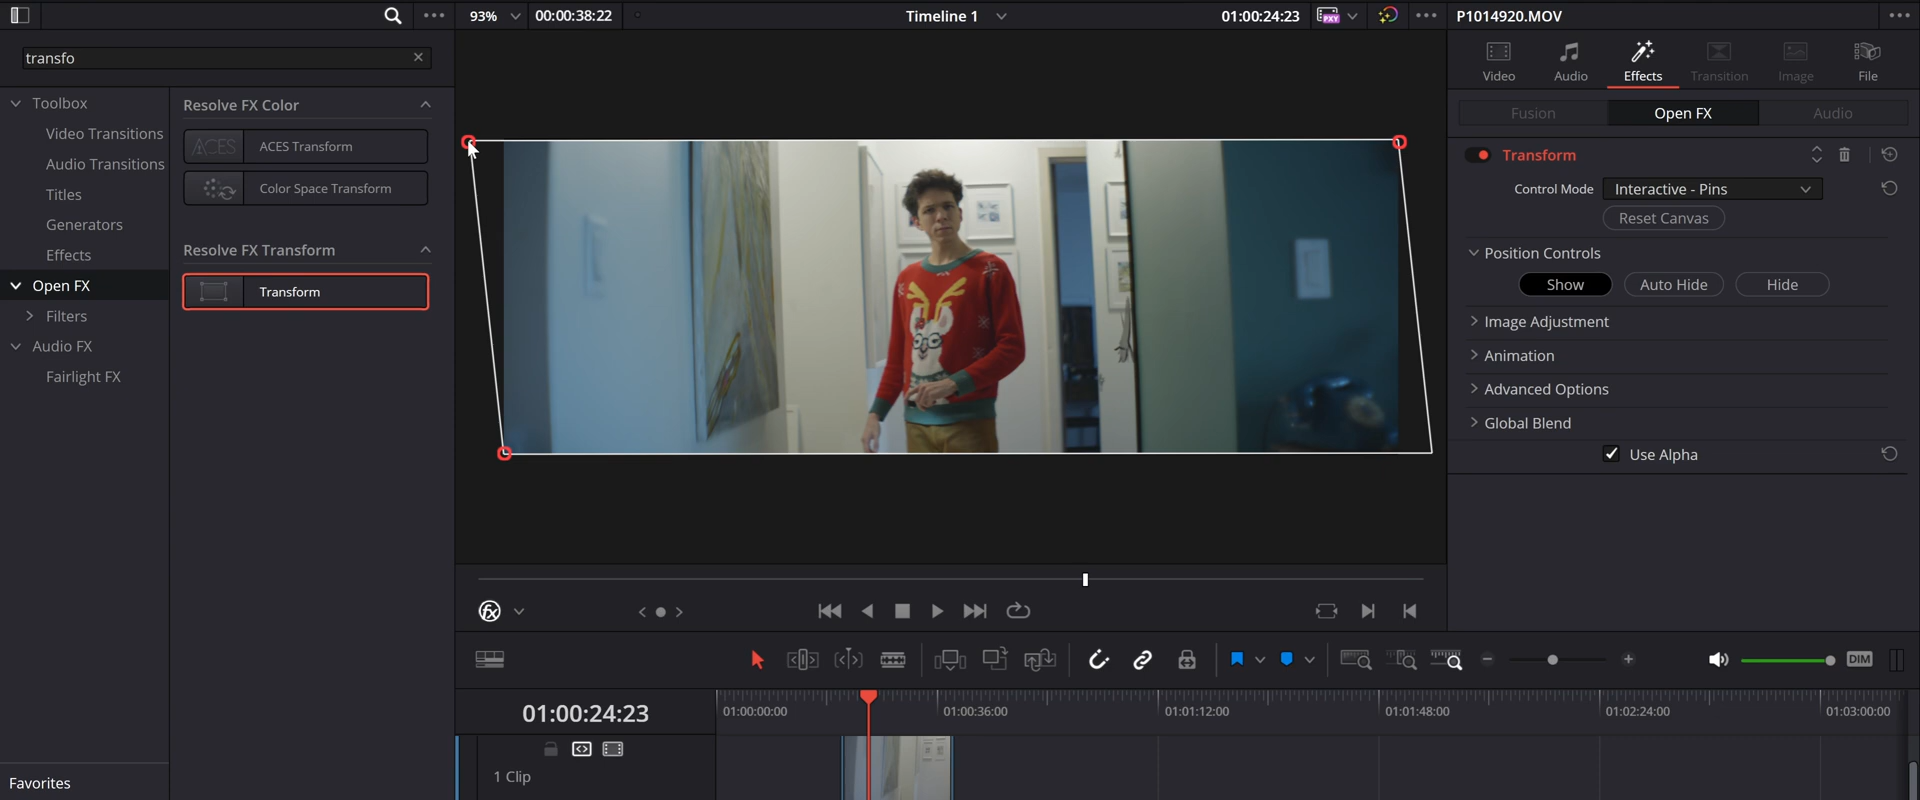 93%
00:00:38:22
Timeline 1
01:00:24:23
PXY
P1014920.MOV
transfo
Video
Audio
Effects
Transition
Image
File
Toolbox
Video Transitions
Audio Transitions
Titles
Generators
Effects
Open FX
Filters
Audio FX
Fairlight FX
Favorites
Resolve FX Color
ACES
ACES Transform
Color Space Transform
Resolve FX Transform
Transform
Fusion
Open FX
Audio
Transform
Control Mode
Interactive - Pins
Reset Canvas
Position Controls
Show
Auto Hide
Hide
Image Adjustment
Animation
Advanced Options
Global Blend
Use Alpha
fx
DIM
01:00:24:23
01:00:00:00
01:00:36:00
01:01:12:00
01:01:48:00
01:02:24:00
01:03:00:00
1 Clip